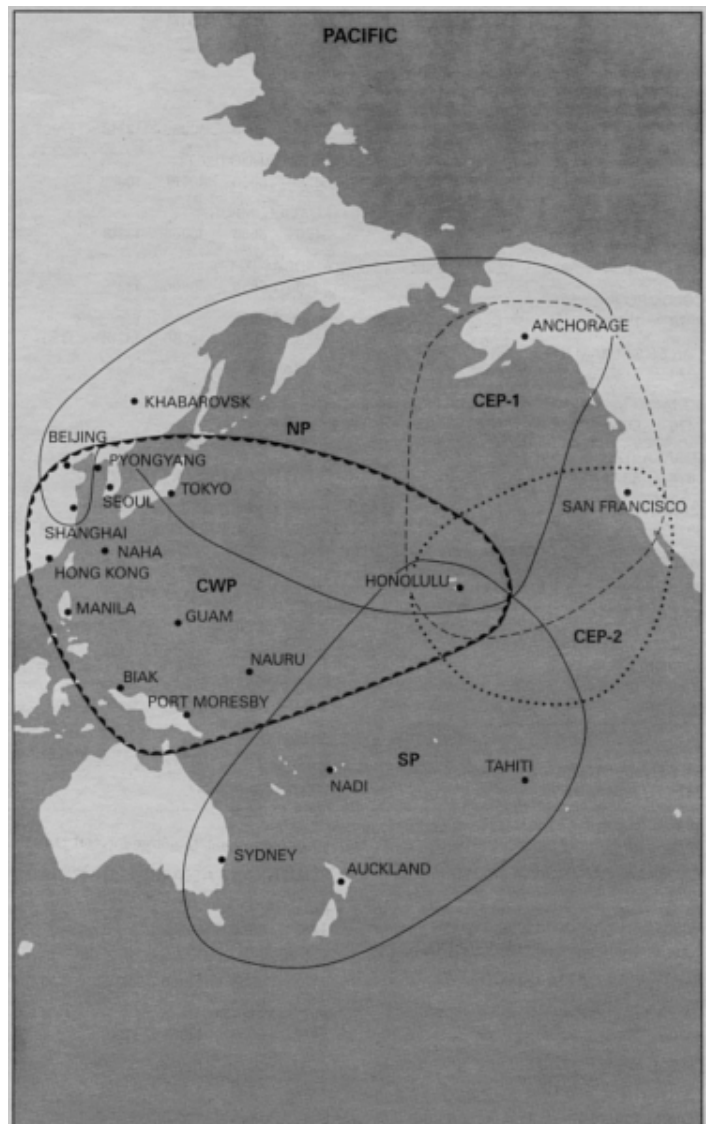 PACIFIC
ANCHORAGE
CEP-1
KHABAROVSK
NP
BEIJING
PYONGYANG
TOKYO
SEOUL
SAN FRANCISCO
SHANGHAI
NAHA
HONG KONG
HONOLULU
CWP
MANILA
GUAM
CEP-2
NAURU
BIAK
PORT MORESBY
SP
TAHITI
NADI
SYDNEY
AUCKLAND